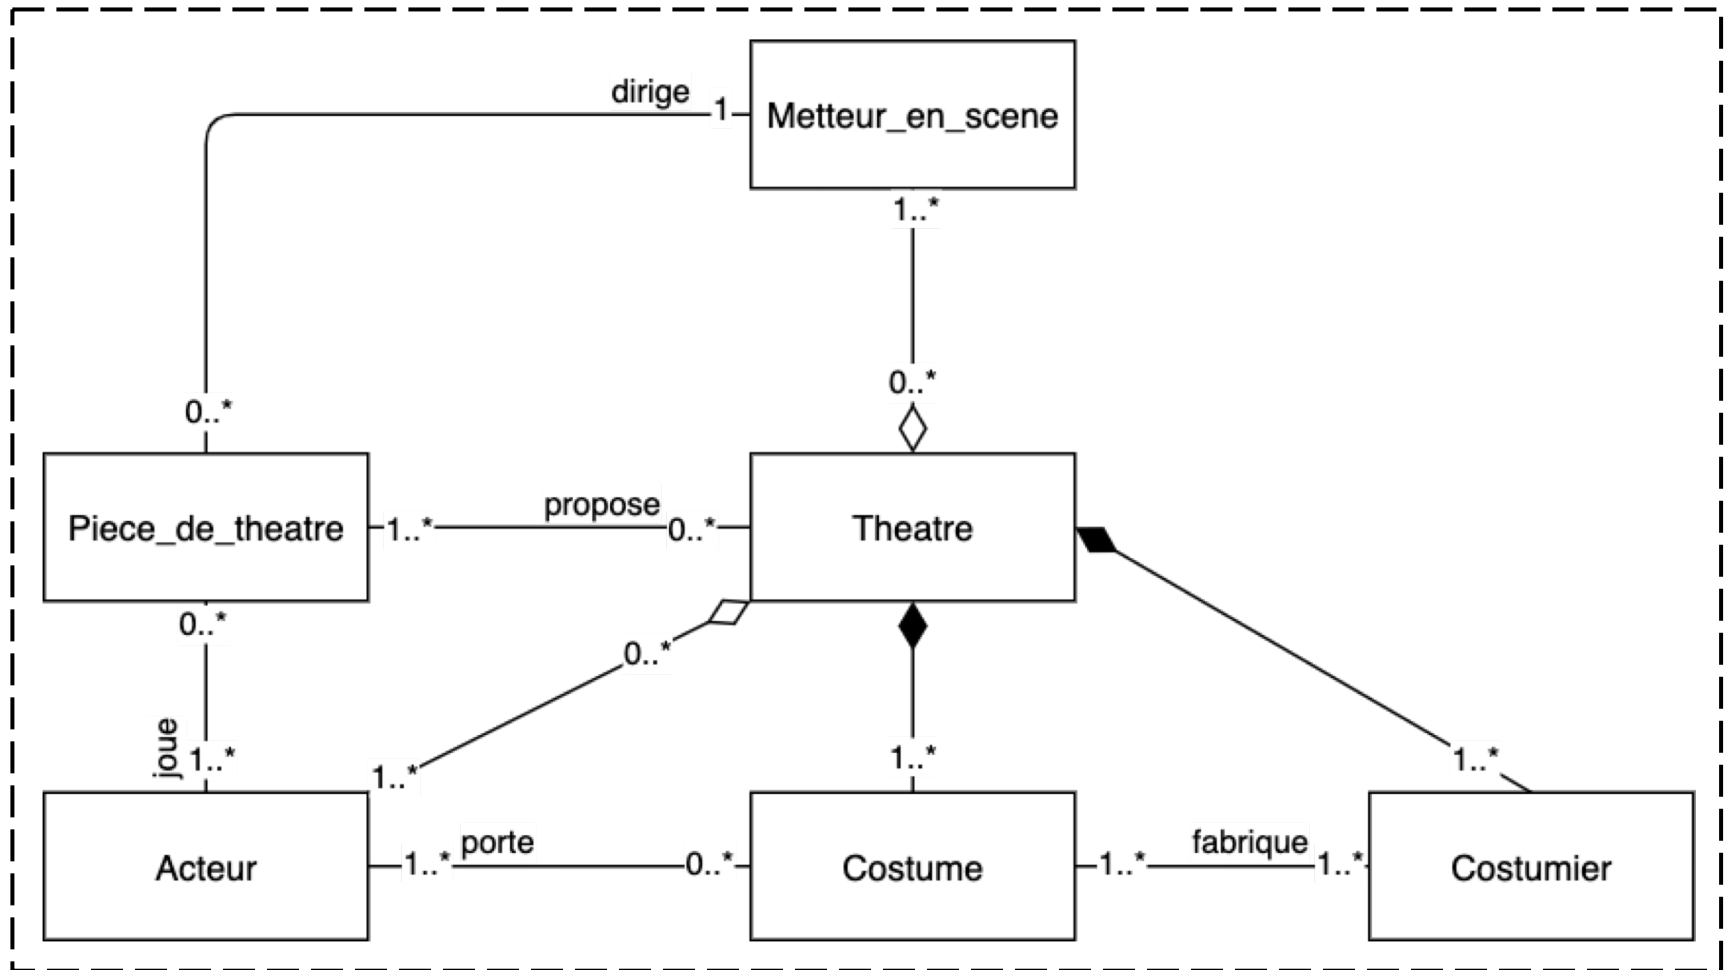 dirige
1
Metteur_en_scene
1..*
0..*
0..*
Piece_de_theatre
1..*
propose
0..*
Theatre
0..*
0..*
joue
1..*
1..*
1..*
1..*
Acteur
1..*
porte
0..*
Costume
1..*
fabrique
1..*
Costumier